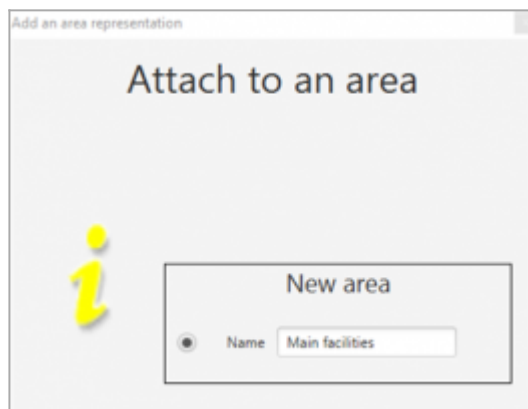 Add an area representation
Attach to an area
i
New area
Name Main facilities